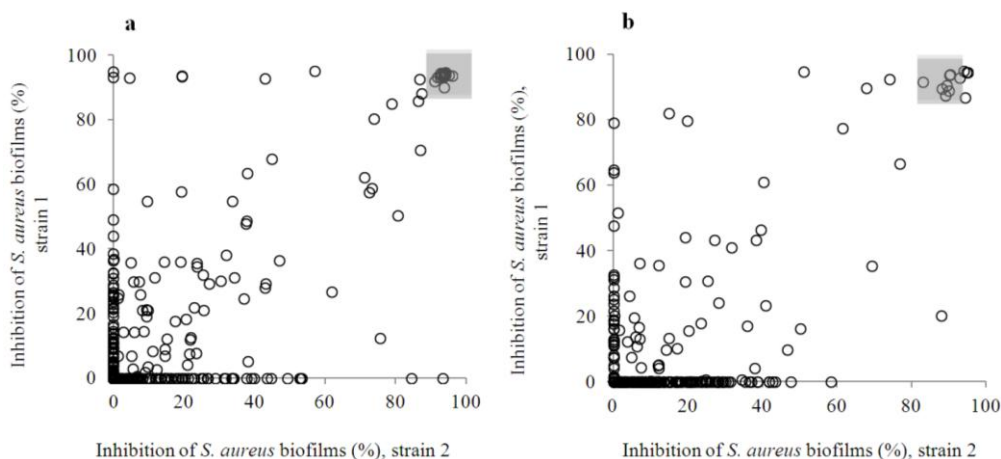 a
100
80
60
40
20
0
0 20 40 60 80 100
Inhibition of S. aureus biofilms (%)
strain 1
Inhibition of S. aureus biofilms (%), strain 2
b
100
80
60
40
20
0
0 20 40 60 80 100
Inhibition of S. aureus biofilms (%),
strain 1
Inhibition of S. aureus biofilms (%), strain 2